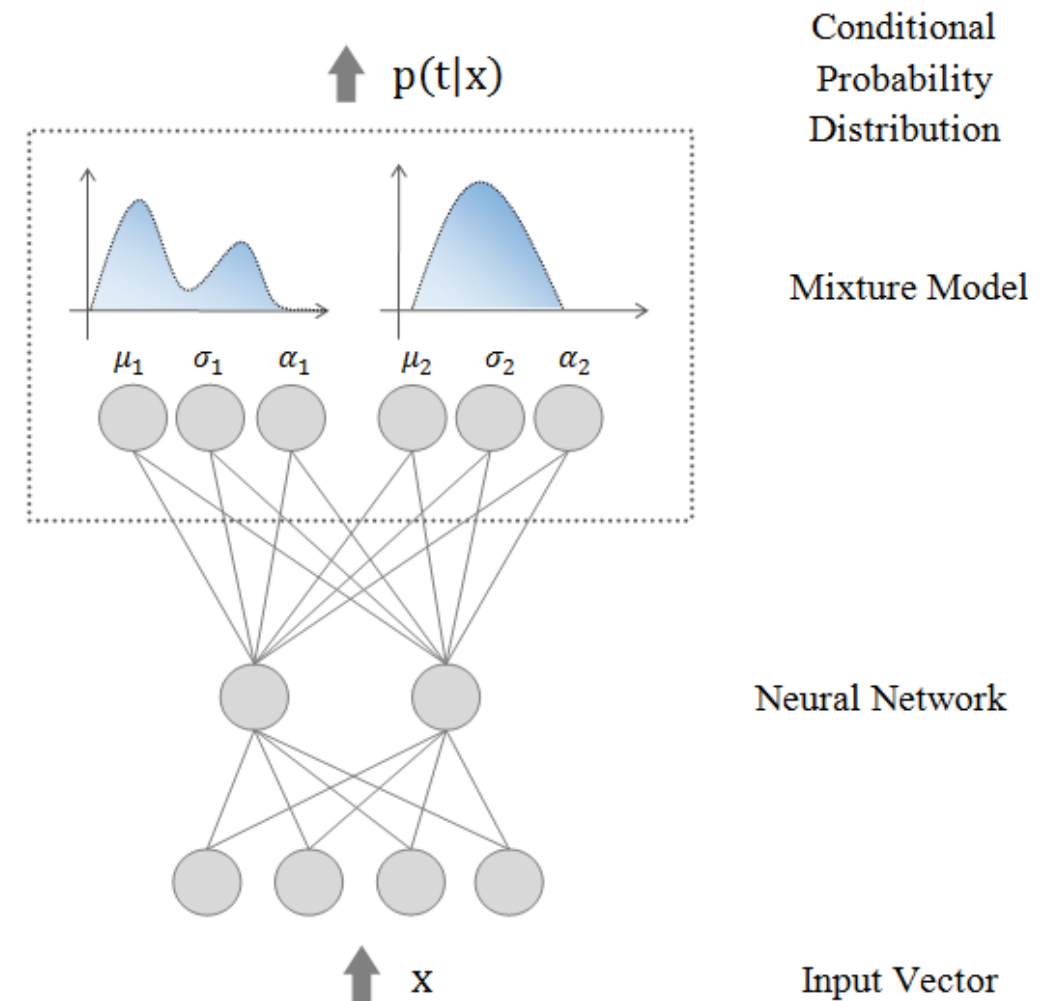 Conditional
Probability
Distribution
p(t|x)
Mixture Model
μ₁ σ₁ α₁ μ₂ σ₂ α₂
Neural Network
x
Input Vector